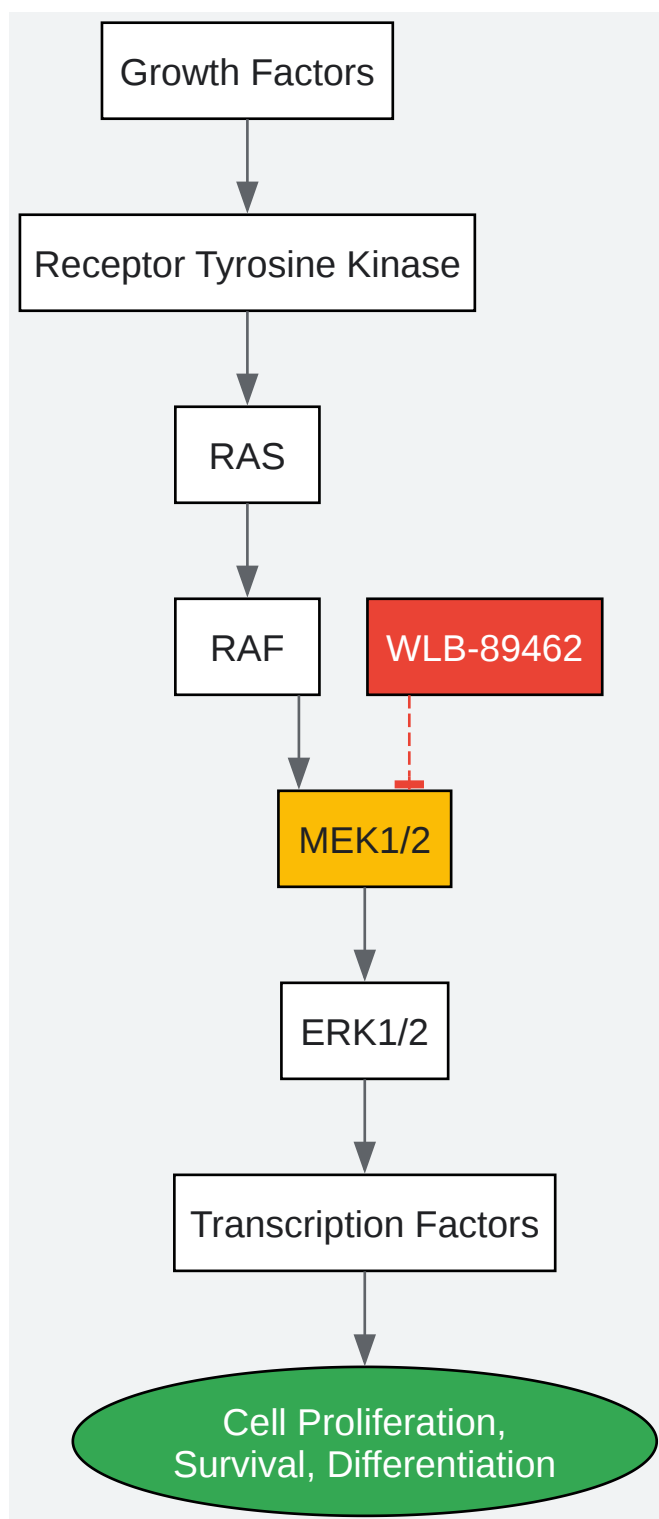 Growth Factors
Receptor Tyrosine Kinase
RAS
RAF
WLB-89462
MEK1/2
ERK1/2
Transcription Factors
Cell Proliferation,
Survival, Differentiation